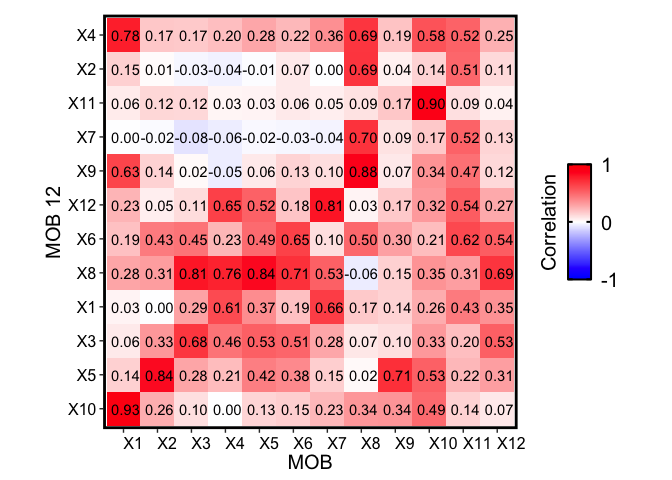 X4 0.78 0.17 0.17 0.20 0.28 0.22 0.36 0.69 0.19 0.58 0.52 0.25
X2 0.15 0.01 -0.03 -0.04 -0.01 0.07 0.00 0.69 0.04 0.14 0.51 0.11
X11 0.06 0.12 0.12 0.03 0.03 0.06 0.05 0.09 0.17 0.90 0.09 0.04
X7 0.00 -0.02 -0.08 -0.06 -0.02 -0.03 -0.04 0.70 0.09 0.17 0.52 0.13
X9 0.63 0.14 0.02 -0.05 0.06 0.13 0.10 0.88 0.07 0.34 0.47 0.12
X12 0.23 0.05 0.11 0.65 0.52 0.18 0.81 0.03 0.17 0.32 0.54 0.27
X6 0.19 0.43 0.45 0.23 0.49 0.65 0.10 0.50 0.30 0.21 0.62 0.54
X8 0.28 0.31 0.81 0.76 0.84 0.71 0.53 -0.06 0.15 0.35 0.31 0.69
X1 0.03 0.00 0.29 0.61 0.37 0.19 0.66 0.17 0.14 0.26 0.43 0.35
X3 0.06 0.33 0.68 0.46 0.53 0.51 0.28 0.07 0.10 0.33 0.20 0.53
X5 0.14 0.84 0.28 0.21 0.42 0.38 0.15 0.02 0.71 0.53 0.22 0.31
X10 0.93 0.26 0.10 0.00 0.13 0.15 0.23 0.34 0.34 0.49 0.14 0.07
X1 X2 X3 X4 X5 X6 X7 X8 X9 X10 X11 X12
MOB
MOB 12
Correlation
1
0
-1